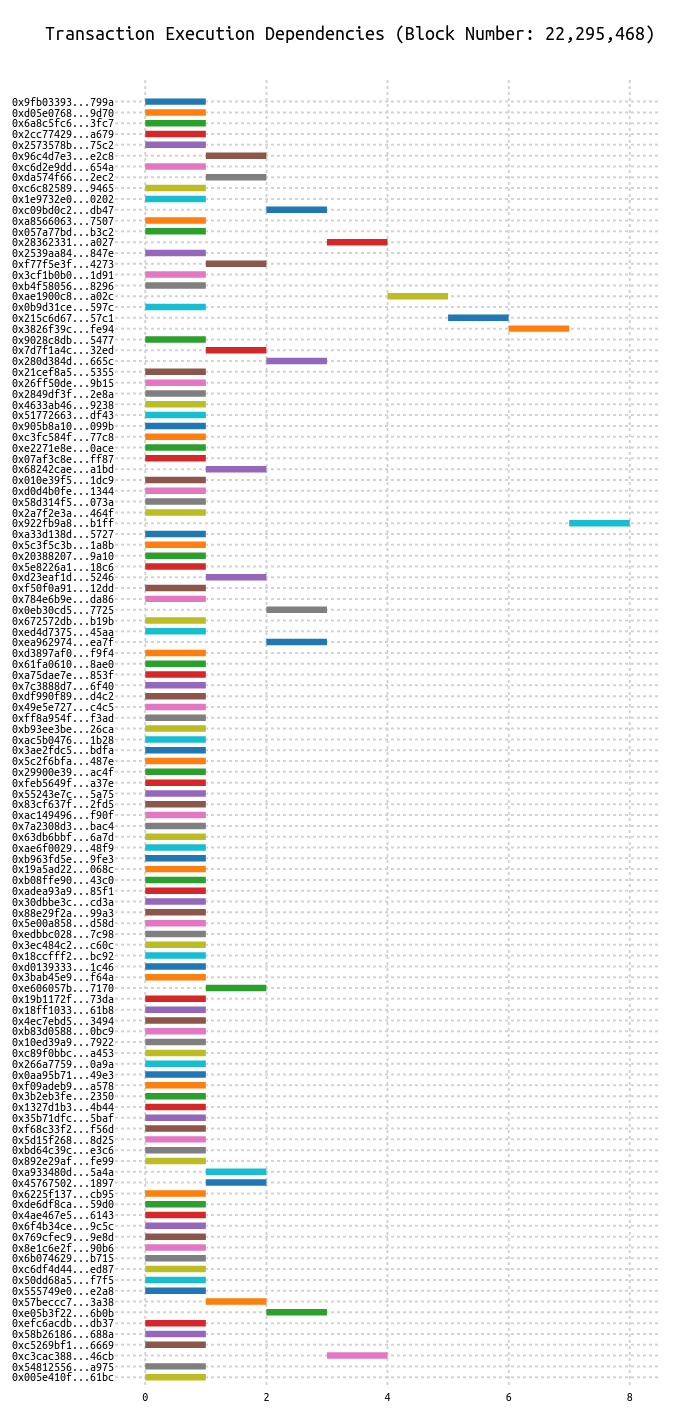 Transaction Execution Dependencies (Block Number: 22,295,468)
0x9fb03393...799a
0xd05e0768...9d70
0x6a8c5fc6...3fc7
0x2cc77429...a679
0x2573578b...75c2
0x96c4d7e3...e2c8
0xc6d2e9dd...654a
0xda574f66...2ec2
0xc6c82589...9465
0x1e9732e0...0202
0xc09bd0c2...db47
0xa8566063...7507
0x057a77bd...b3c2
0x28362331...a027
0x2539aa84...847e
0xf77f5e3f...4273
0x3cf1b0b0...1d91
0xb4f58056...8296
0xae1900c8...a02c
0x0b9d31ce...597c
0x215c6d67...57c1
0x3826f39c...fe94
0x9028c8db...5477
0x7d7f1a4c...32ed
0x280d384d...665c
0x21cef8a5...5355
0x26ff50de...9b15
0x2849df3f...2e8a
0x4633ab46...9238
0x51772663...df43
0x905b8a10...099b
0xc3fc584f...77c8
0xe2271e8e...0ace
0x07af3c8e...ff87
0x68242cae...a1bd
0x010e39f5...1dc9
0xd0d4b0fe...1344
0x58d314f5...073a
0x2a7f2e3a...464f
0x922fb9a8...b1ff
0xa33d138d...5727
0x5c3f5c3b...1a8b
0x20388207...9a10
0x5e8226a1...18c6
0xd23eaf1d...5246
0xf50f0a91...12dd
0x784e6b9e...da86
0x0eb30cd5...7725
0x672572db...b19b
0xed4d7375...45aa
0xea962974...ea7f
0xd3897af0...f9f4
0x61fa0610...8ae0
0xa75dae7e...853f
0x7c3888d7...6f40
0xdf990f89...d4c2
0x49e5e727...c4c5
0xff8a954f...f3ad
0xb93ee3be...26ca
0xac5b0476...1b28
0x3ae2fdc5...bdfa
0x5c2f6bfa...487e
0x29900e39...ac4f
0xfeb5649f...a37e
0x55243e7c...5a75
0x83cf637f...2fd5
0xac149496...f90f
0x7a2308d3...bac4
0x63db6bbf...6a7d
0xae6f0029...48f9
0xb963fd5e...9fe3
0x19a5ad22...068c
0xb08ffe90...43c0
0xadea93a9...85f1
0x30dbbe3c...cd3a
0x88e29f2a...99a3
0x5e00a858...d58d
0xedbbc028...7c98
0x3ec484c2...c60c
0x18ccfff2...bc92
0xd0139333...1c46
0x3bab45e9...f64a
0xe606057b...7170
0x19b1172f...73da
0x18ff1033...61b8
0x4ec7ebd5...3494
0xb83d0588...0bc9
0x10ed39a9...7922
0xc89f0bbc...a453
0x266a7759...0a9a
0x0aa95b71...49e3
0xf09adeb9...a578
0x3b2eb3fe...2350
0x1327d1b3...4b44
0x35b71dfc...5baf
0xf68c33f2...f56d
0x5d15f268...8d25
0xbd64c39c...e3c6
0x892e29af...fe99
0xa933480d...5a4a
0x45767502...1897
0x6225f137...cb95
0xde6df8ca...59d0
0x4ae467e5...6143
0x6f4b34ce...9c5c
0x769cfec9...9e8d
0x8e1c6e2f...90b6
0x6b074629...b715
0xc6df4d44...ed87
0x50dd68a5...f7f5
0x555749e0...e2a8
0x57beccc7...3a38
0xe05b3f22...6b0b
0xefc6acdb...db37
0x58b26186...688a
0xc5269bf1...6669
0xc3cac388...46cb
0x54812556...a975
0x005e410f...61bc
0 2 4 6 8